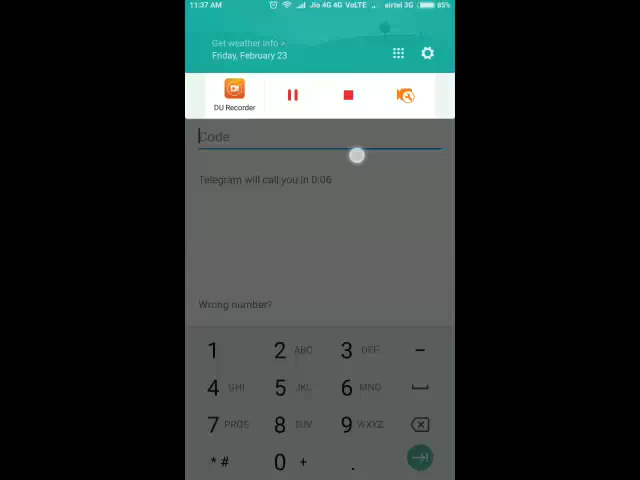 11:37 AM Jio 4G 4G VoLTE airtel 3G 85%
Get weather info >
Friday, February 23
DU Recorder
Code
Telegram will call you in 0:06
Wrong number?
1 2 ABC 3 DEF –
4 GHI 5 JKL 6 MNO
7 PQRS 8 TUV 9 WXYZ
* # 0 + .